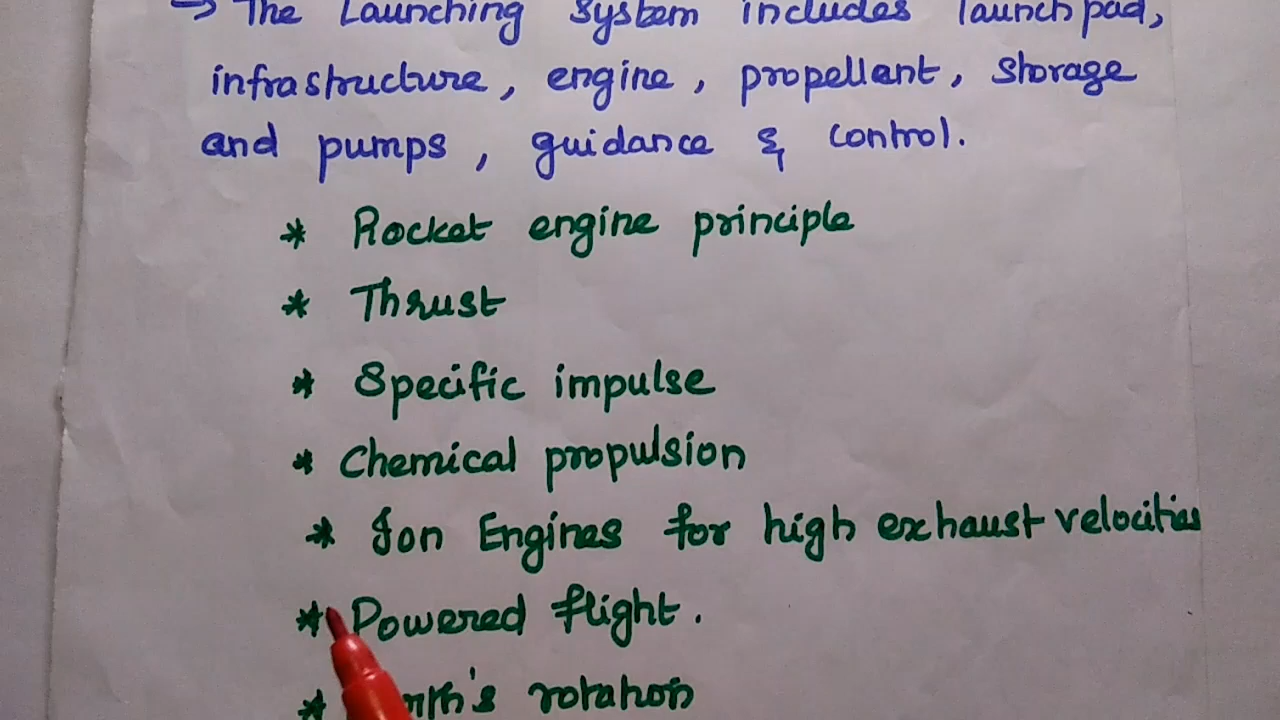 → The Launching System includes launch pad,
infrastructure, engine, propellant, storage
and pumps, guidance & control.
* Rocket engine principle
* Thrust
* Specific impulse
* Chemical propulsion
* Ion Engines for high exhaust velocities
* Powered flight.
* rotation